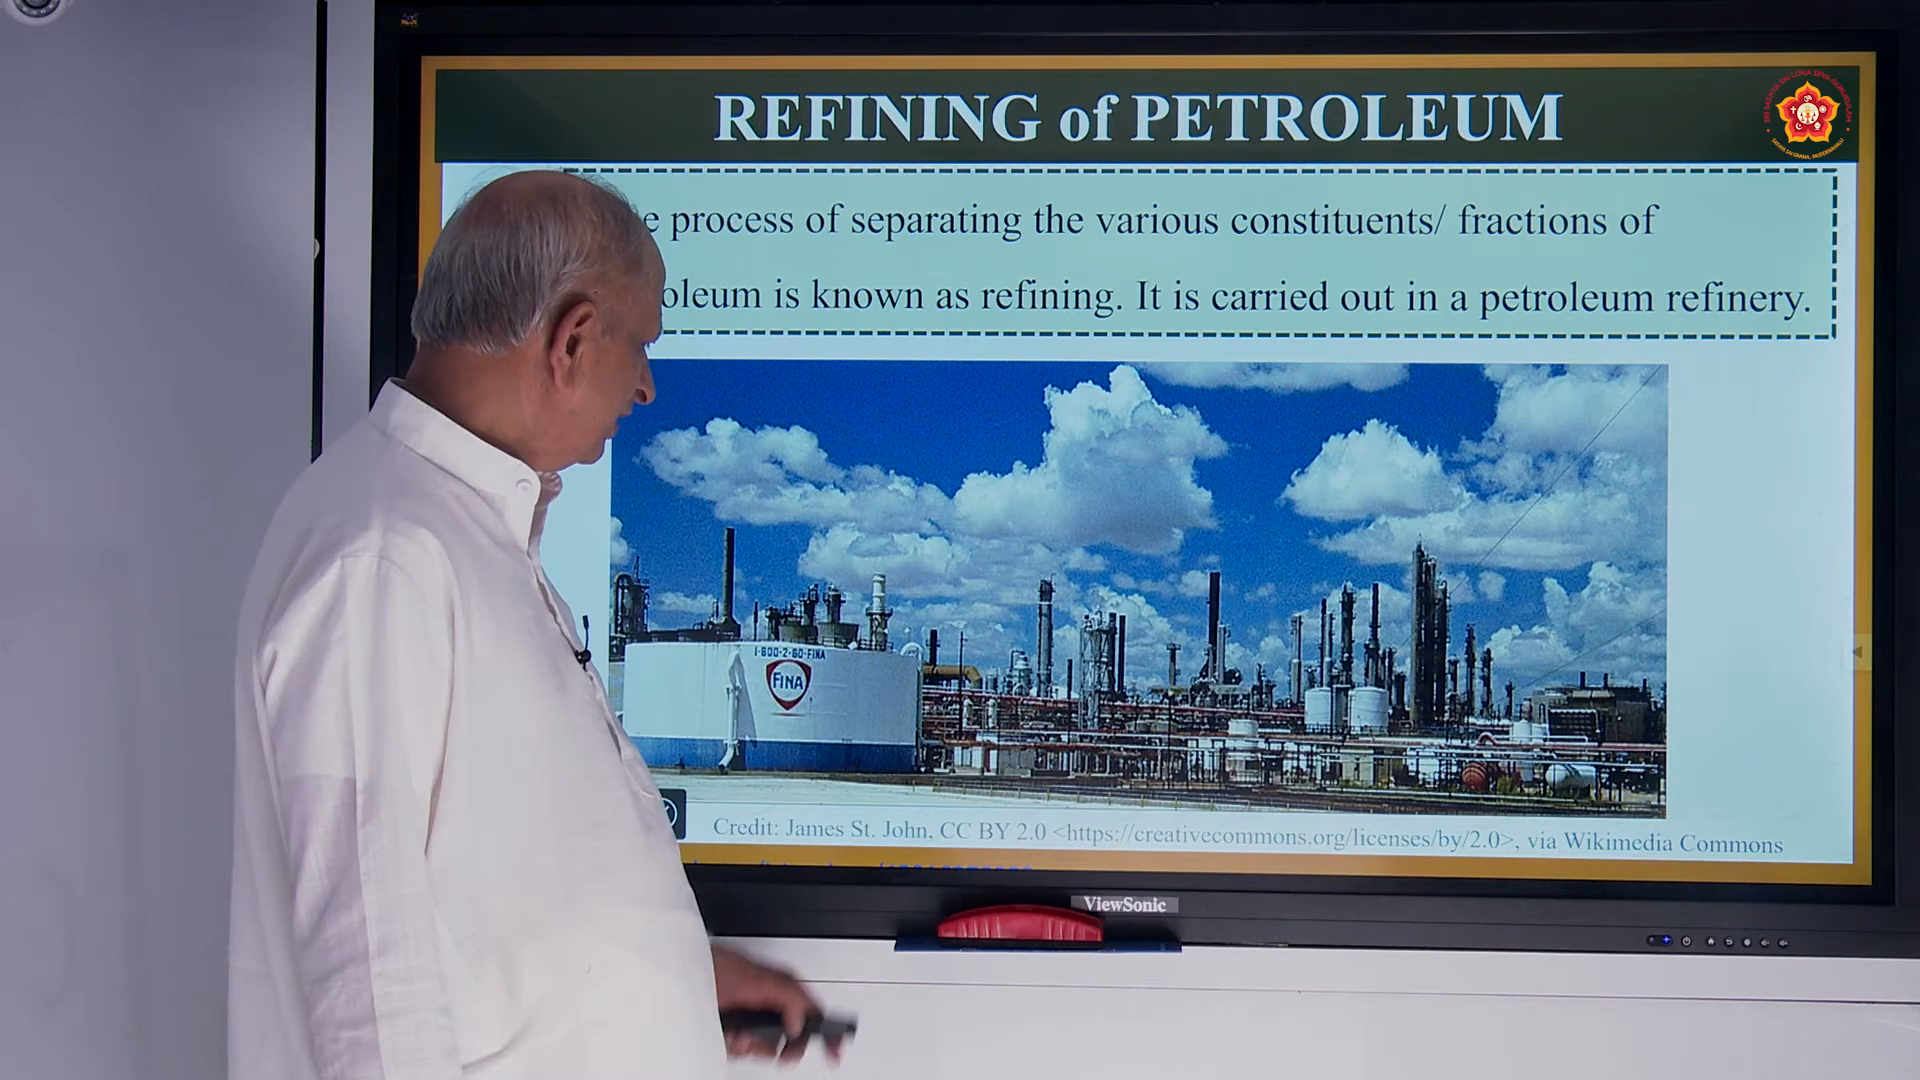 REFINING of PETROLEUM
process of separating the various constituents/ fractions of
is known as refining. It is carried out in a petroleum refinery.
1-800-2-GO-FINA
FINA
Credit: James St. John, CC BY 2.0 <https://creativecommons.org/licenses/by/2.0>, via Wikimedia Commons
ViewSonic